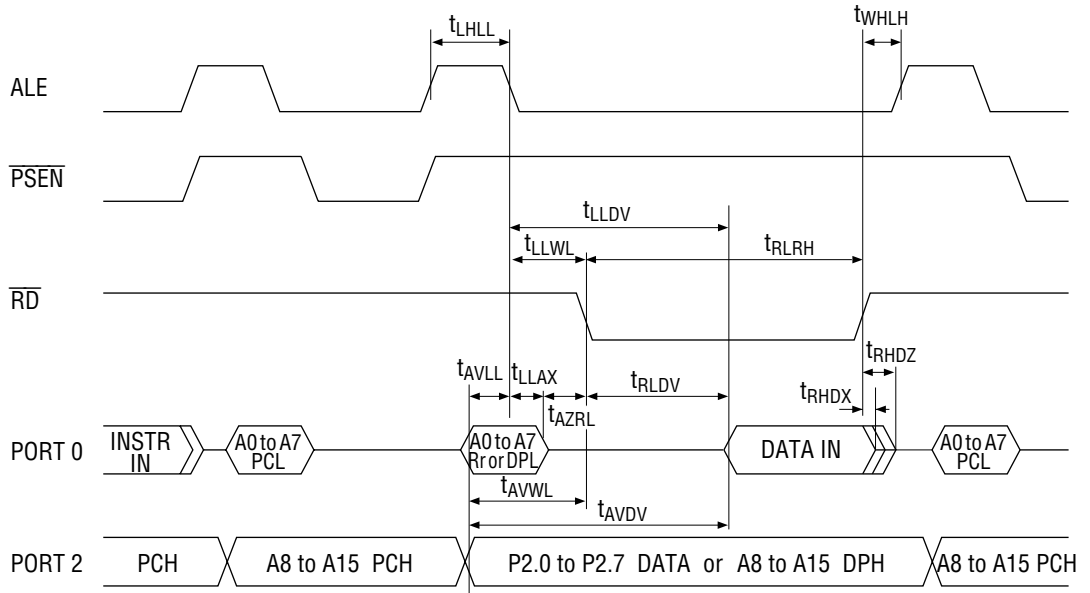 tLHLL
tWHLH
ALE
PSEN
tLLDV
tLLWL
tRLRH
RD
tRHDZ
tAVLL
tLLAX
tRLDV
tRHDX
tAZRL
PORT 0
INSTR
IN
A0 to A7
PCL
A0 to A7
Rr or DPL
DATA IN
A0 to A7
PCL
tAVWL
tAVDV
PORT 2
PCH
A8 to A15 PCH
P2.0 to P2.7 DATA or A8 to A15 DPH
A8 to A15 PCH